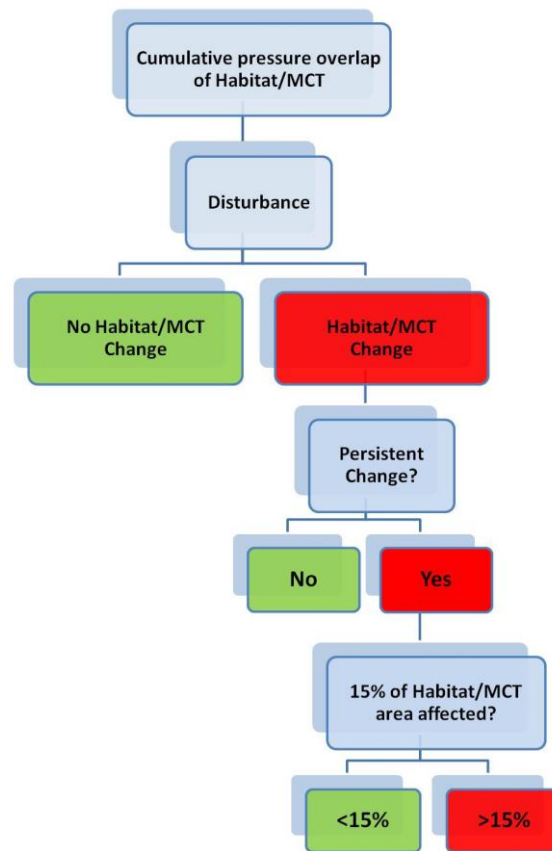 Cumulative pressure overlap
of Habitat/MCT
Disturbance
No Habitat/MCT
Change
Habitat/MCT
Change
Persistent
Change?
No
Yes
15% of Habitat/MCT
area affected?
<15%
>15%